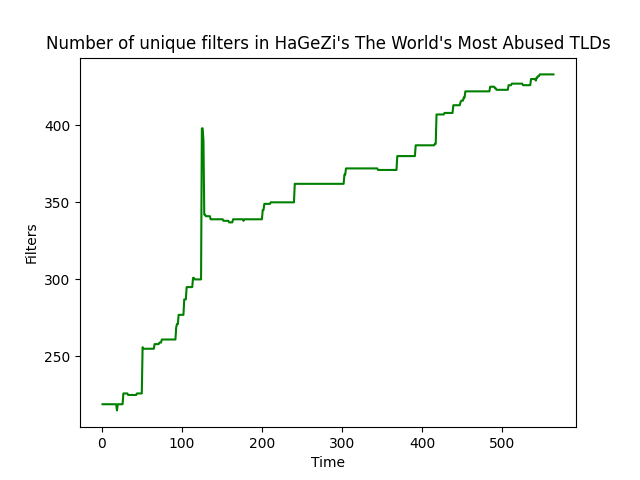 Number of unique filters in HaGeZi's The World's Most Abused TLDs
400
350
300
250
Filters
0 100 200 300 400 500
Time